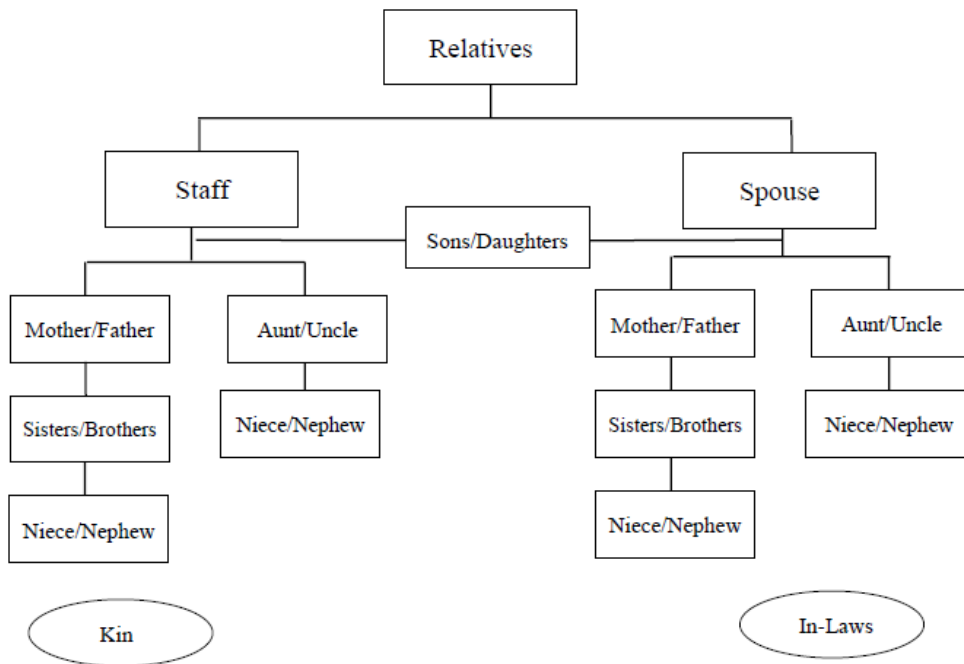 Relatives
Staff
Spouse
Sons/Daughters
Mother/Father
Aunt/Uncle
Mother/Father
Aunt/Uncle
Sisters/Brothers
Niece/Nephew
Sisters/Brothers
Niece/Nephew
Niece/Nephew
Niece/Nephew
Kin
In-Laws